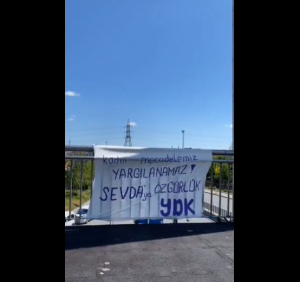 kadın mücadelemiz
YARGILANAMAZ!
SEVDA'ya ÖZGÜRLÜK
YDK